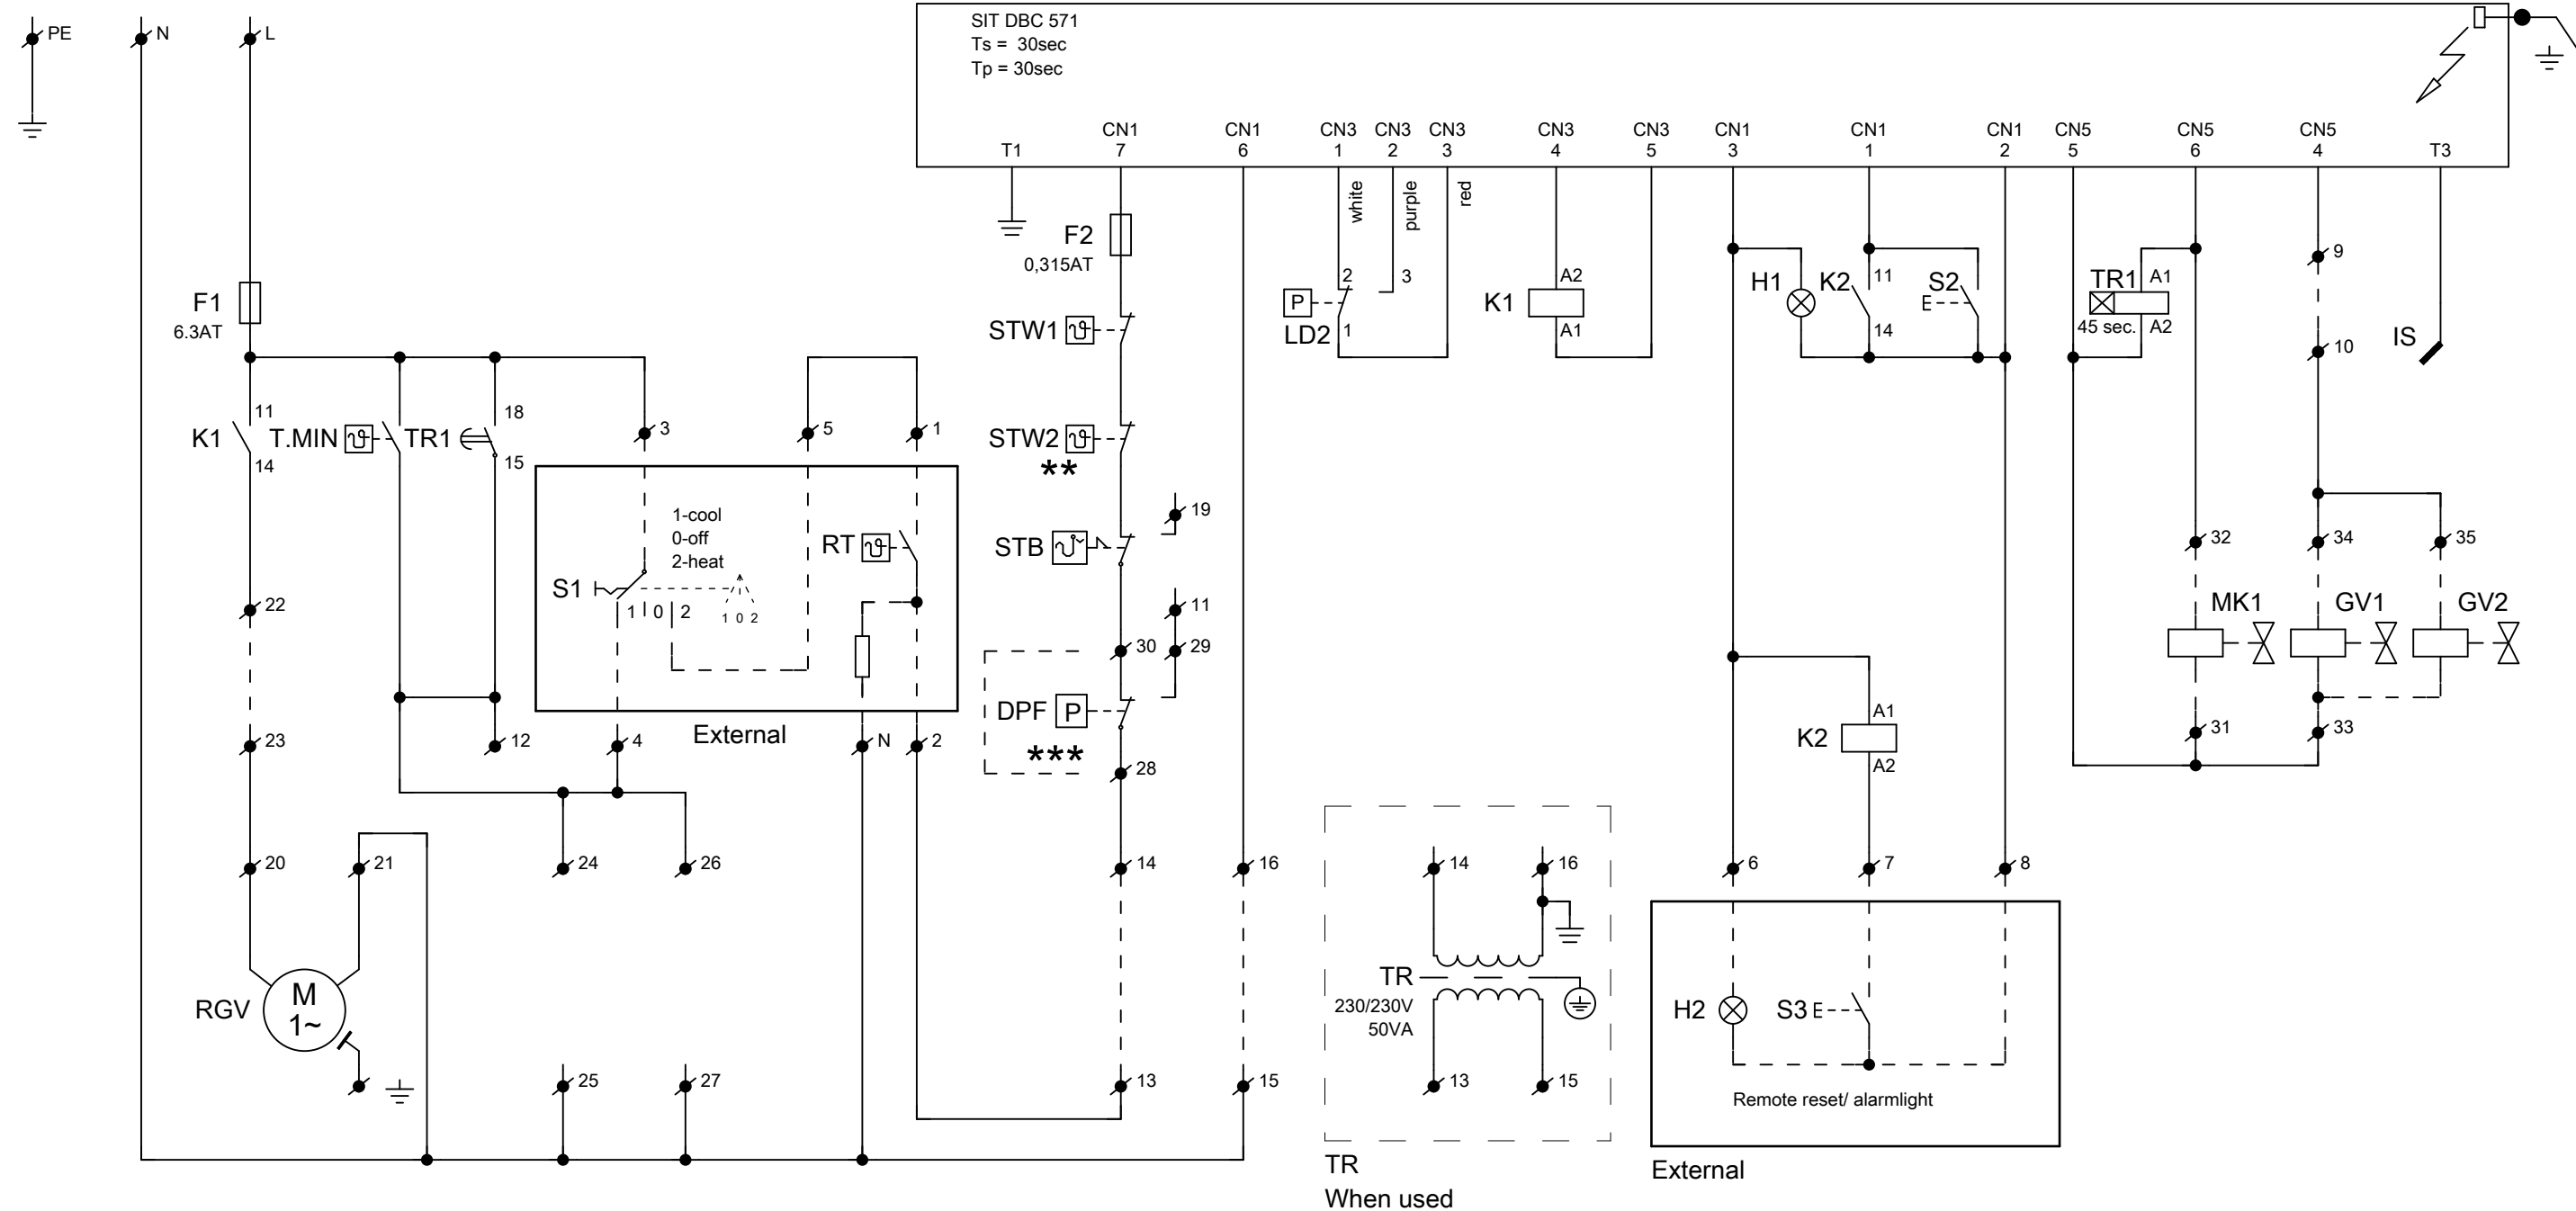 PE
N
L
SIT DBC 571
Ts = 30sec
Tp = 30sec
CN1 CN1 CN3 CN3 CN3 CN3 CN3 CN1 CN1 CN1 CN5 CN5 CN5
T1 7 6 1 2 3 4 5 3 1 2 5 6 4 T3
white
purple
red
F2
0,315AT
9
F1
6.3AT
2
3
P
LD2
1
K1
A2
A1
H1
K2
11
14
S2
E
TR1
A1
45 sec.
A2
10
IS
STW1
K1
11
14
T.MIN
TR1
18
15
3
5
1
STW2
**
1-cool
0-off
2-heat
S1
1 0 2
1 0 2
RT
19
STB
32
34
35
22
11
30
29
MK1
GV1
GV2
23
12
4
External
N
2
DPF
P
***
28
K2
A1
A2
31
33
20
21
24
26
14
16
14
16
6
7
8
RGV
M
1~
TR
230/230V
50VA
H2
S3
E
25
27
13
15
13
15
Remote reset/ alarmlight
TR
When used
External